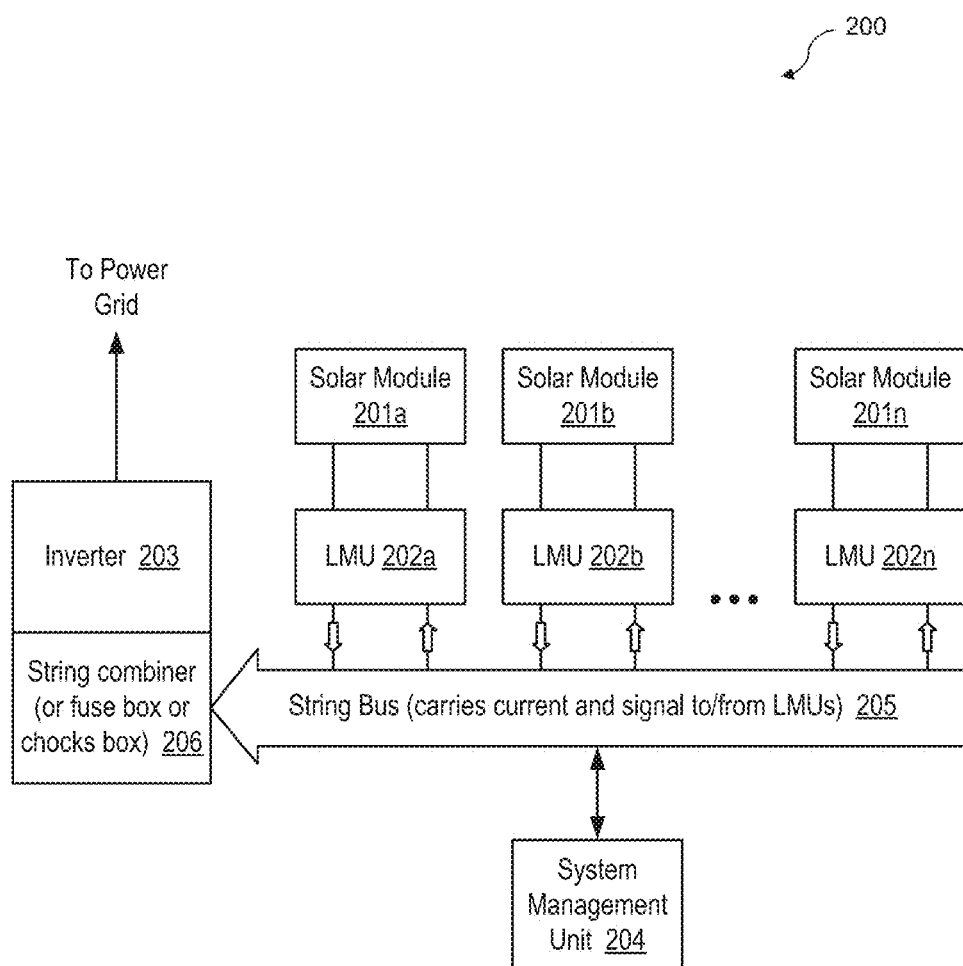 200
To Power
Grid
Solar Module
201a
Solar Module
201b
Solar Module
201n
Inverter 203
LMU 202a
LMU 202b
LMU 202n
String combiner
(or fuse box or
chocks box) 206
String Bus (carries current and signal to/from LMUs) 205
System
Management
Unit 204